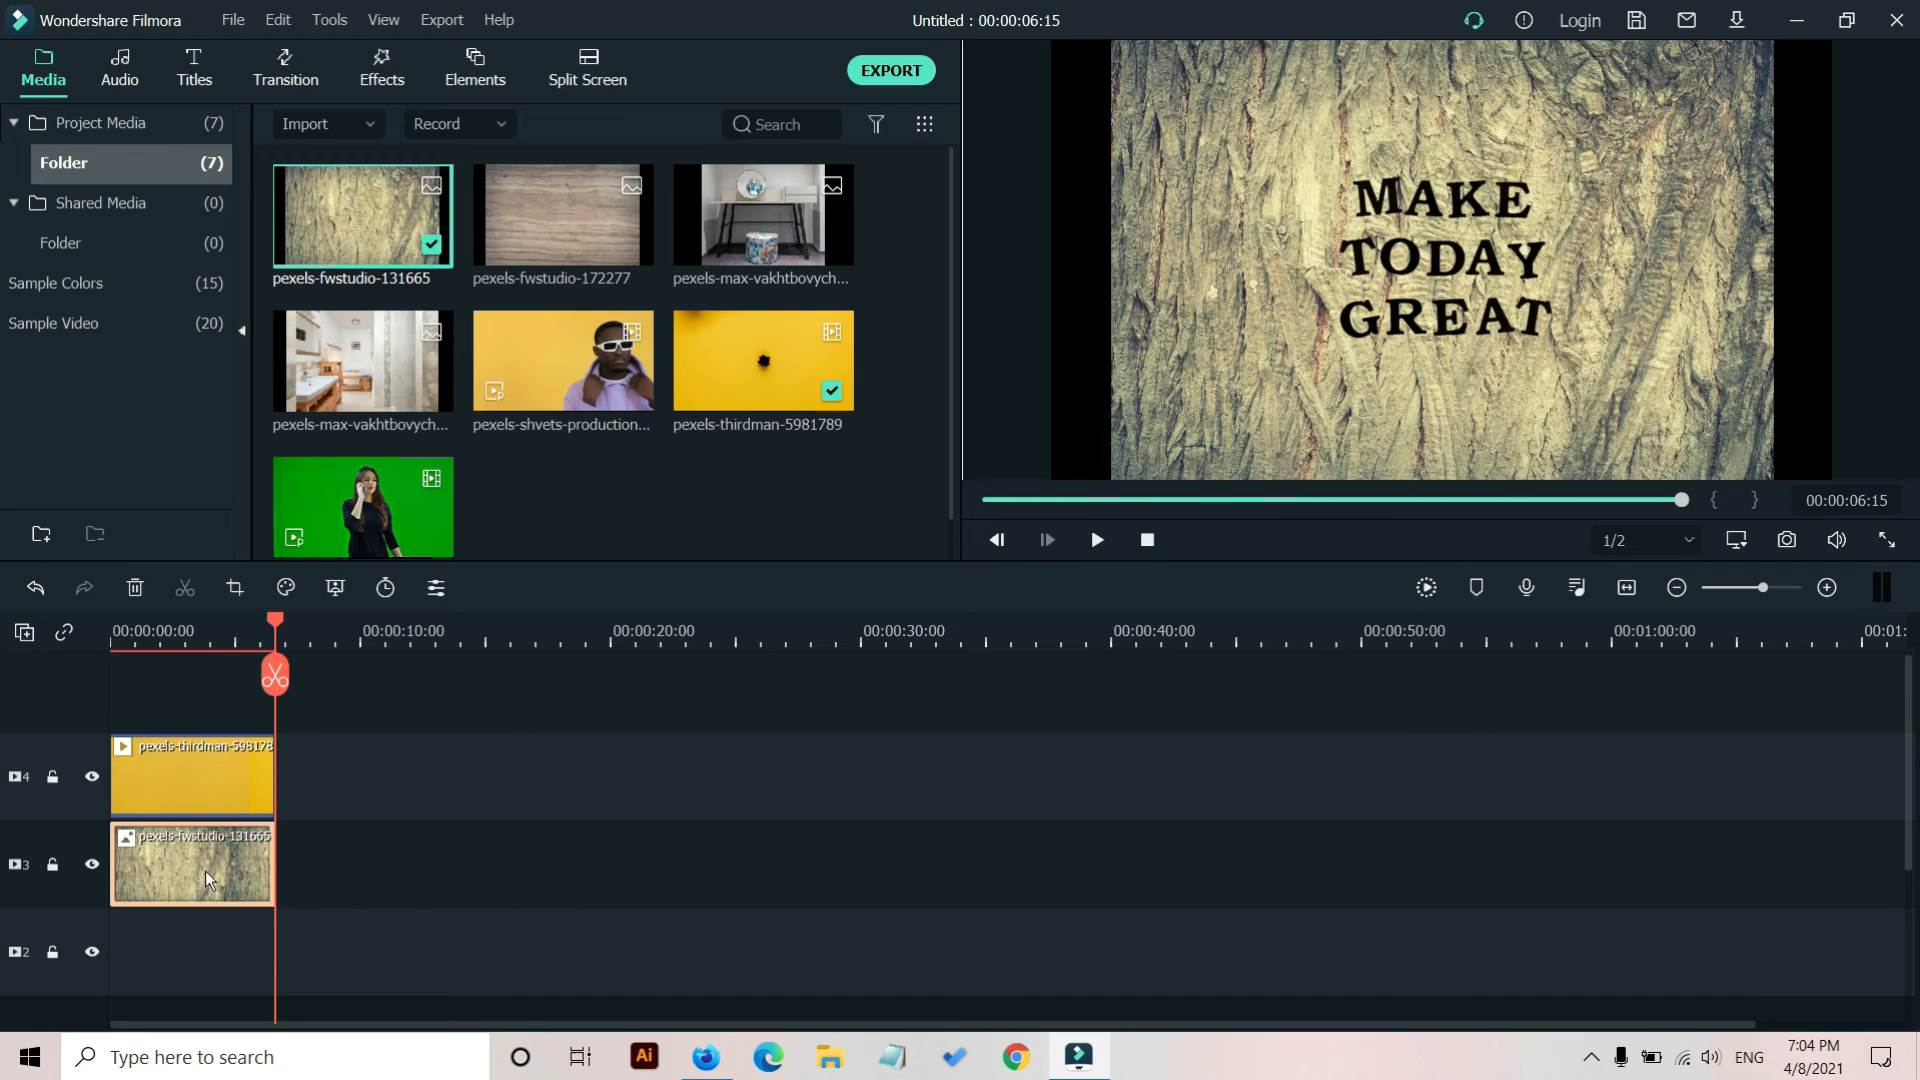 Wondershare Filmora
File
Edit
Tools
View
Export
Help
Untitled : 00:00:06:15
Login
Media
Audio
Titles
Transition
Effects
Elements
Split Screen
EXPORT
Project Media (7)
Folder (7)
Shared Media (0)
Folder (0)
Sample Colors (15)
Sample Video (20)
Import
Record
Search
pexels-fwstudio-131665
pexels-fwstudio-172277
pexels-max-vakhtbovych...
pexels-max-vakhtbovych...
pexels-shvets-production...
pexels-thirdman-5981789
MAKE
TODAY
GREAT
00:00:06:15
1/2
00:00:00:00
00:00:10:00
00:00:20:00
00:00:30:00
00:00:40:00
00:00:50:00
00:01:00:00
00:01:
pexels-thirdman-598178
4
pexels-fwstudio-131665
3
2
Type here to search
Ai
ENG
7:04 PM
4/8/2021